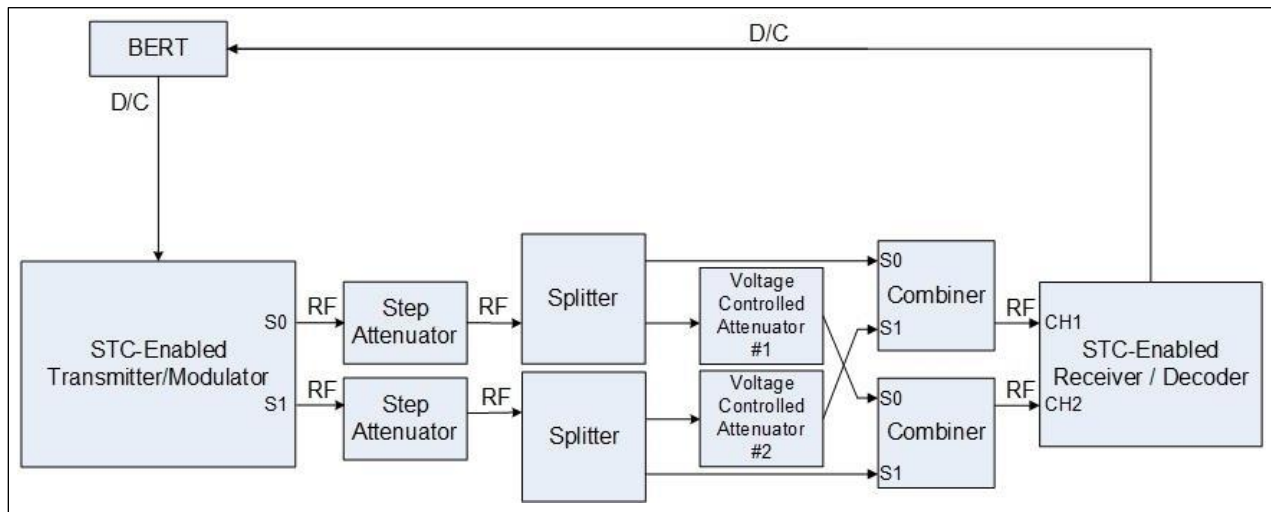 BERT
D/C
D/C
STC-Enabled
Transmitter/Modulator
S0
S1
RF
RF
Step
Attenuator
Step
Attenuator
RF
RF
Splitter
Splitter
Voltage
Controlled
Attenuator
#1
Voltage
Controlled
Attenuator
#2
S0
Combiner
S1
S0
Combiner
S1
RF
RF
CH1
STC-Enabled
Receiver / Decoder
CH2